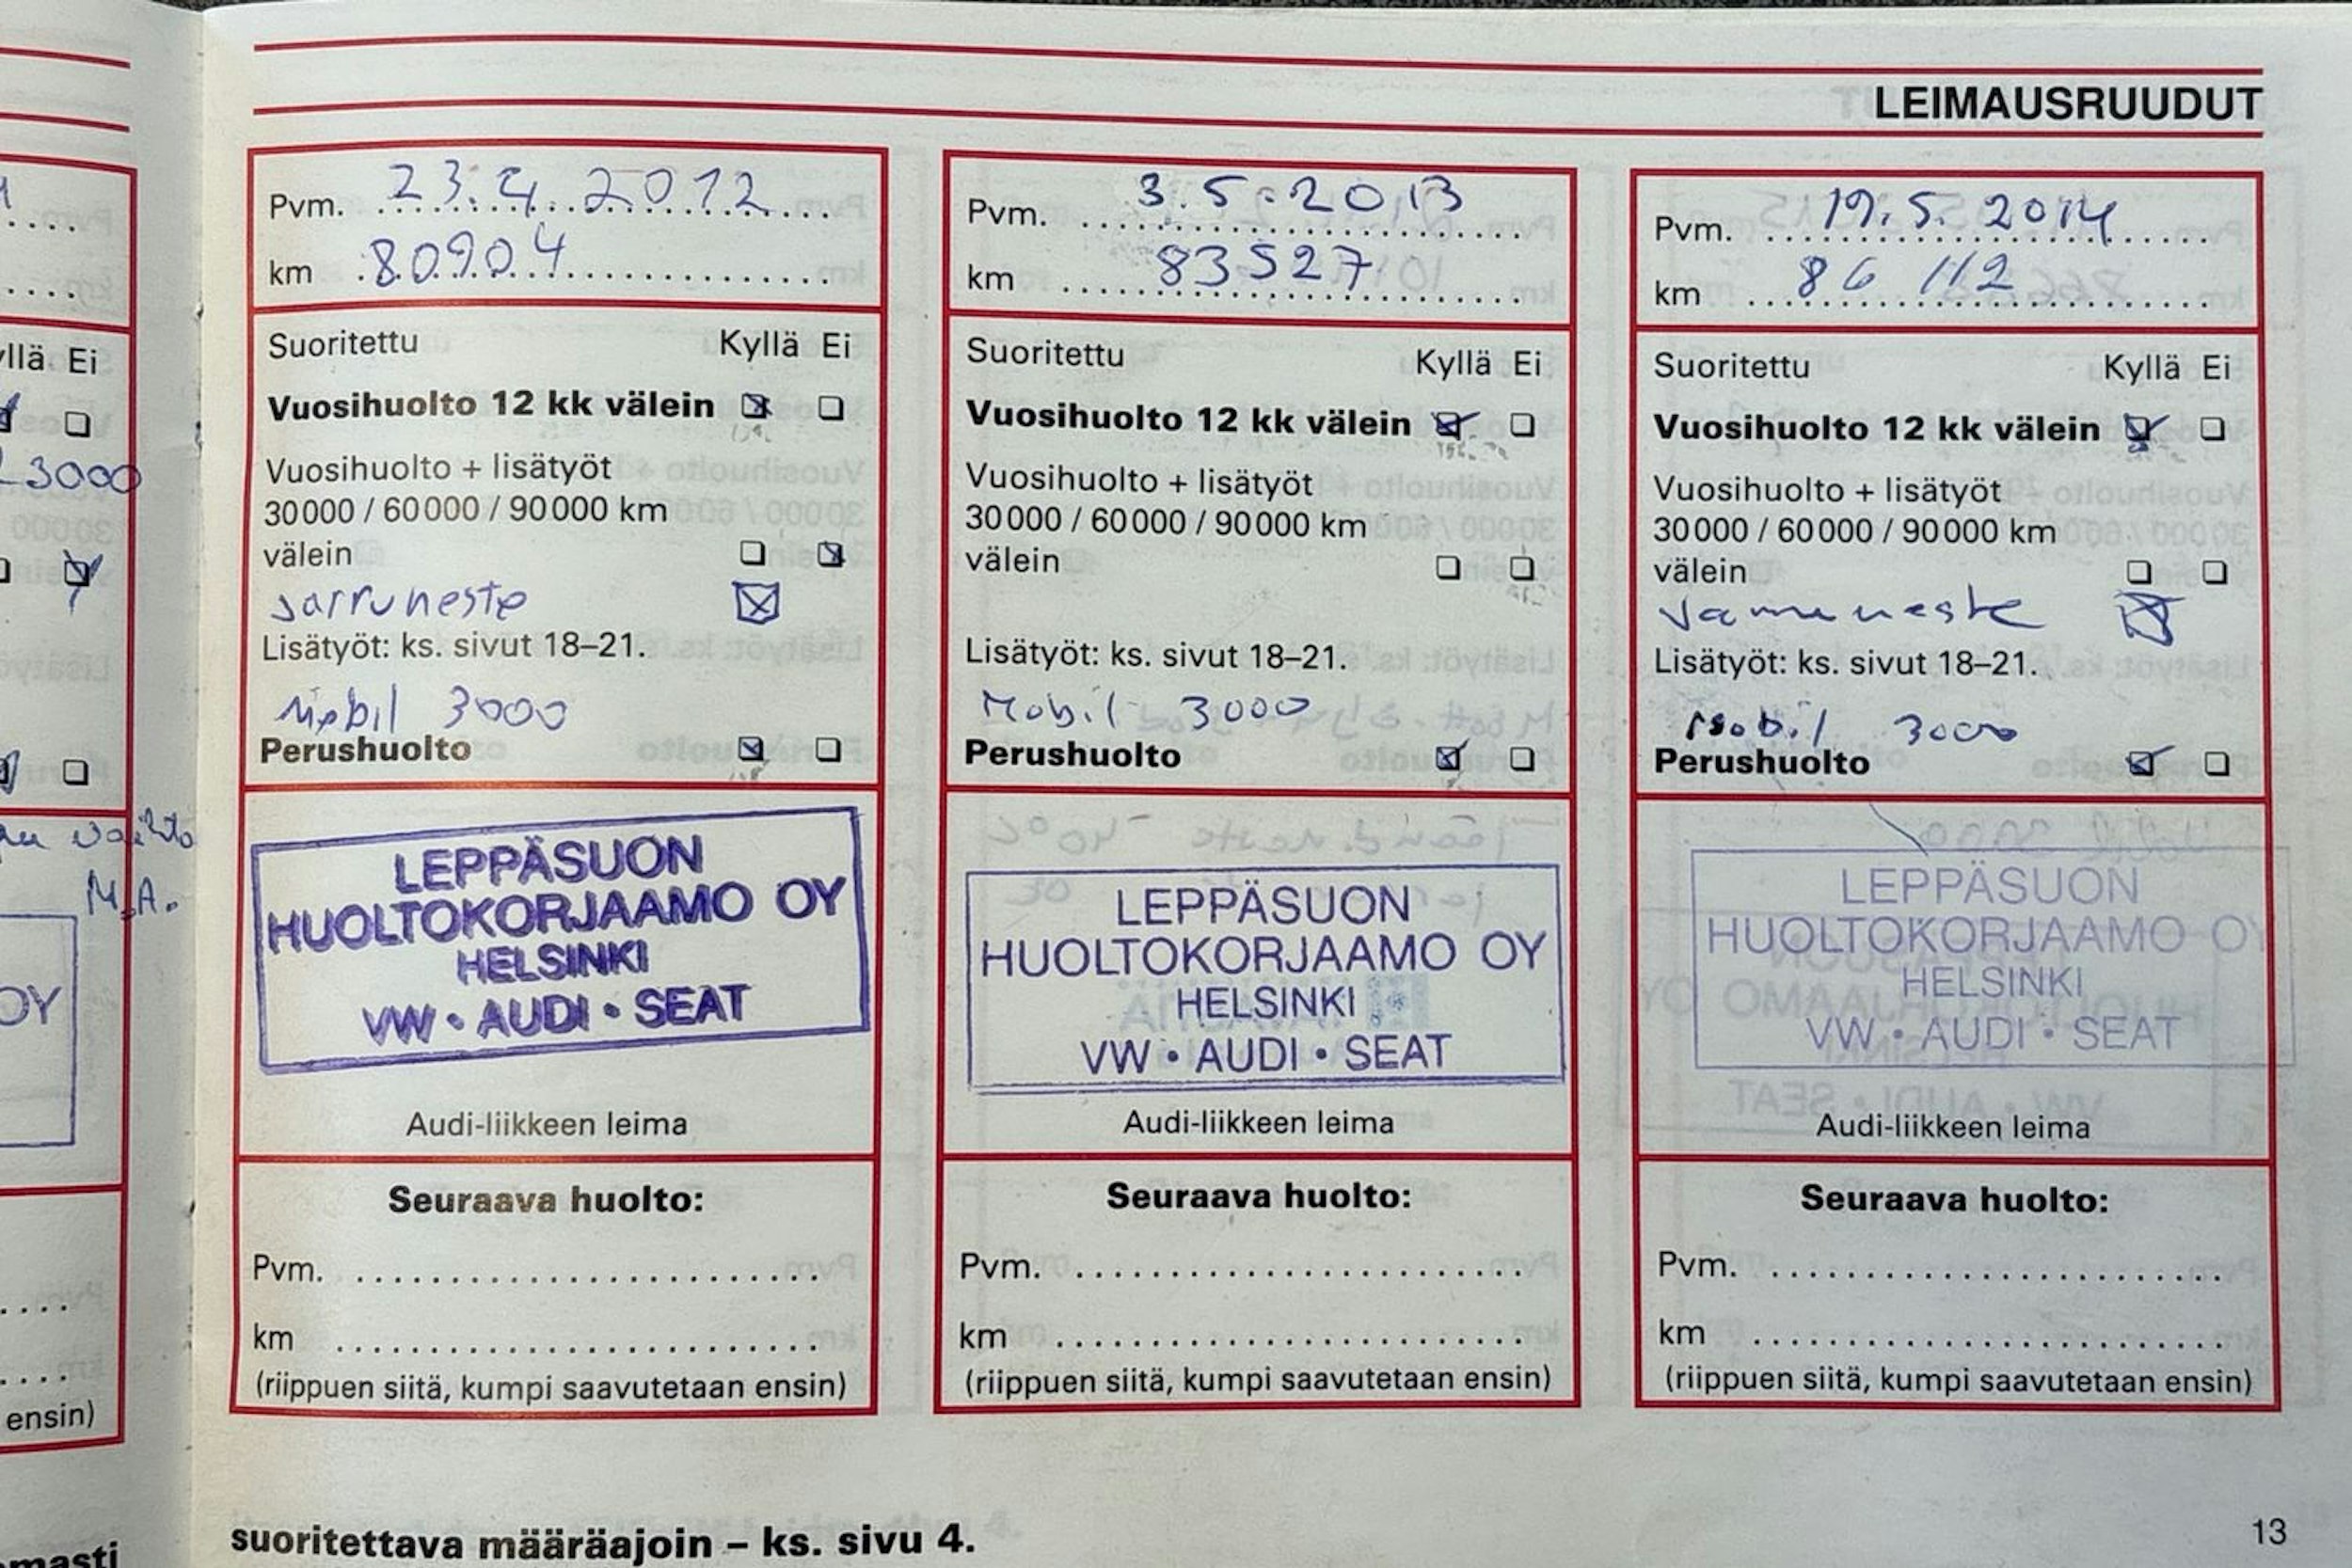 LEIMAUSRUUDUT
Pvm. 23.4.2012
km 80904
Suoritettu Kyllä Ei
Vuosihuolto 12 kk välein
Vuosihuolto + lisätyöt
30000 / 60000 / 90000 km
välein
Jarruneste
Lisätyöt: ks. sivut 18–21.
Mobil 3000
Perushuolto
LEPPÄSUON
HUOLTOKORJAAMO OY
HELSINKI
VW • AUDI • SEAT
Audi-liikkeen leima
Seuraava huolto:
Pvm.
km
(riippuen siitä, kumpi saavutetaan ensin)
Pvm. 3.5.2013
km 83527
Suoritettu Kyllä Ei
Vuosihuolto 12 kk välein
Vuosihuolto + lisätyöt
30000 / 60000 / 90000 km
välein
Lisätyöt: ks. sivut 18–21.
Mobil 3000
Perushuolto
LEPPÄSUON
HUOLTOKORJAAMO OY
HELSINKI
VW • AUDI • SEAT
Audi-liikkeen leima
Seuraava huolto:
Pvm.
km
(riippuen siitä, kumpi saavutetaan ensin)
Pvm. 19.5.2014
km 86 112
Suoritettu Kyllä Ei
Vuosihuolto 12 kk välein
Vuosihuolto + lisätyöt
30000 / 60000 / 90000 km
välein
Jarruneste
Lisätyöt: ks. sivut 18–21.
Mobil 3000
Perushuolto
LEPPÄSUON
HUOLTOKORJAAMO OY
HELSINKI
VW • AUDI • SEAT
Audi-liikkeen leima
Seuraava huolto:
Pvm.
km
(riippuen siitä, kumpi saavutetaan ensin)
Ei
3000
vaihto
M.A.
OY
ensin)
suoritettava määräajoin – ks. sivu 4.
13